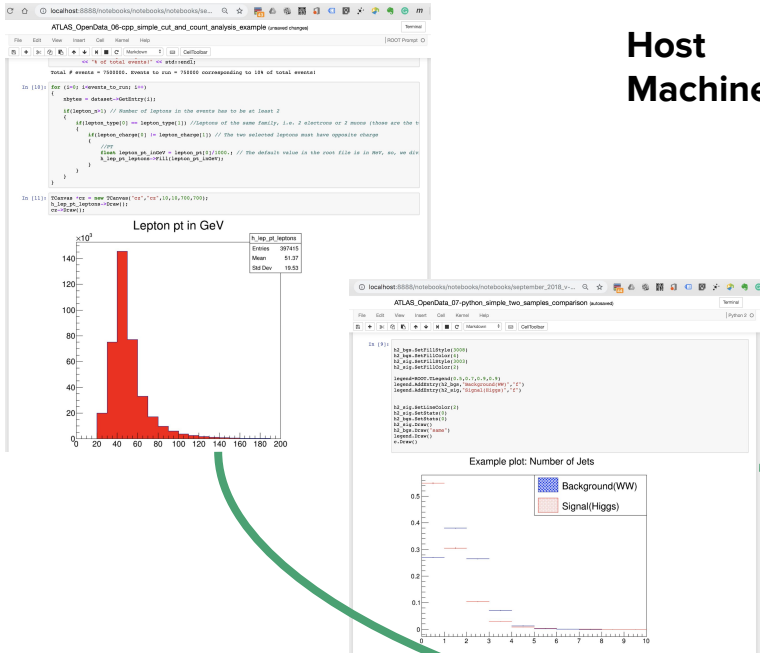 localhost:8888/notebooks/notebooks/notebooks/se...
m
ATLAS_OpenData_06-cpp_simple_cut_and_count_analysis_example (unsaved changes)
Terminal
File Edit View Insert Cell Kernel Help
ROOT Prompt
Markdown
CellToolbar
<< "% of total events!" << std::endl;
Total # events = 7500000. Events to run = 750000 corresponding to 10% of total events!
In [10]:
for (i=0; i<events_to_run; i++)
{
nbytes = dataset->GetEntry(i);
if(lepton_n>1) // Number of leptons in the events has to be at least 2
{
if(lepton_type[0] == lepton_type[1]) //Leptons of the same family, i.e. 2 electrons or 2 muons (those are the t
{
if(lepton_charge[0] != lepton_charge[1]) // The two selected leptons must have opposite charge
{
//PT
float lepton_pt_inGeV = lepton_pt[0]/1000.; // The default value in the root file is in MeV, so, we div
h_lep_pt_leptons->Fill(lepton_pt_inGeV);
}
}
}
}
In [11]:
TCanvas *cz = new TCanvas("cz","cz",10,10,700,700);
h_lep_pt_leptons->Draw();
cz->Draw();
Lepton pt in GeV
×10³
h_lep_pt_leptons
Entries 397415
Mean 51.37
Std Dev 19.53
140
120
100
80
60
40
20
0
0 20 40 60 80 100 120 140 160 180 200
Host
Machine
localhost:8888/notebooks/notebooks/notebooks/september_2018_v-...
ATLAS_OpenData_07-python_simple_two_samples_comparison (autosaved)
Terminal
File Edit View Insert Cell Kernel Help
Python 2
Markdown
CellToolbar
In [9]:
h2_bgs.SetFillStyle(3008)
h2_bgs.SetFillColor(4)
h2_sig.SetFillStyle(3003)
h2_sig.SetFillColor(2)
legend=ROOT.TLegend(0.5,0.7,0.9,0.9)
legend.AddEntry(h2_bgs,"Background(WW)","f")
legend.AddEntry(h2_sig,"Signal(Higgs)","f")
h2_sig.SetLineColor(2)
h2_sig.SetStats(0)
h2_bgs.SetStats(0)
h2_sig.Draw()
h2_bgs.Draw("same")
legend.Draw()
c.Draw()
Example plot: Number of Jets
Background(WW)
Signal(Higgs)
0.5
0.4
0.3
0.2
0.1
0
0 1 2 3 4 5 6 7 8 9 10